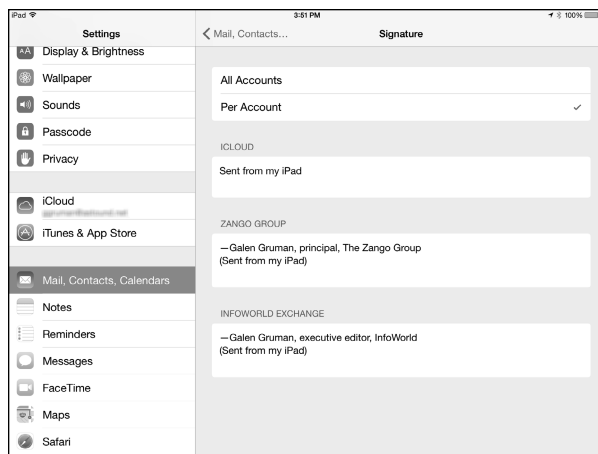 iPad 3:51 PM 100%
Settings
Mail, Contacts... Signature
Display & Brightness
Wallpaper
Sounds
Passcode
Privacy
iCloud
iTunes & App Store
Mail, Contacts, Calendars
Notes
Reminders
Messages
FaceTime
Maps
Safari
All Accounts
Per Account
ICLOUD
Sent from my iPad
ZANGO GROUP
—Galen Gruman, principal, The Zango Group
(Sent from my iPad)
INFOWORLD EXCHANGE
—Galen Gruman, executive editor, InfoWorld
(Sent from my iPad)